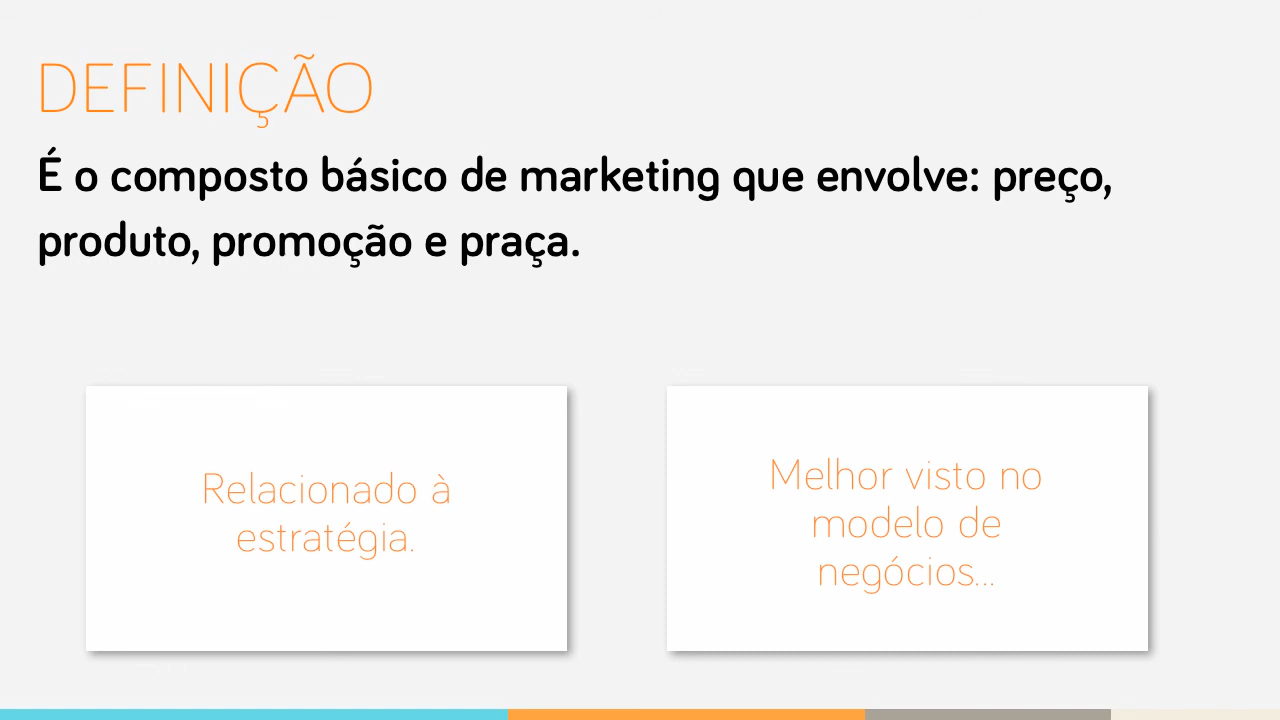 DEFINIÇÃO
É o composto básico de marketing que envolve: preço,
produto, promoção e praça.
Relacionado à
estratégia.
Melhor visto no
modelo de
negócios...